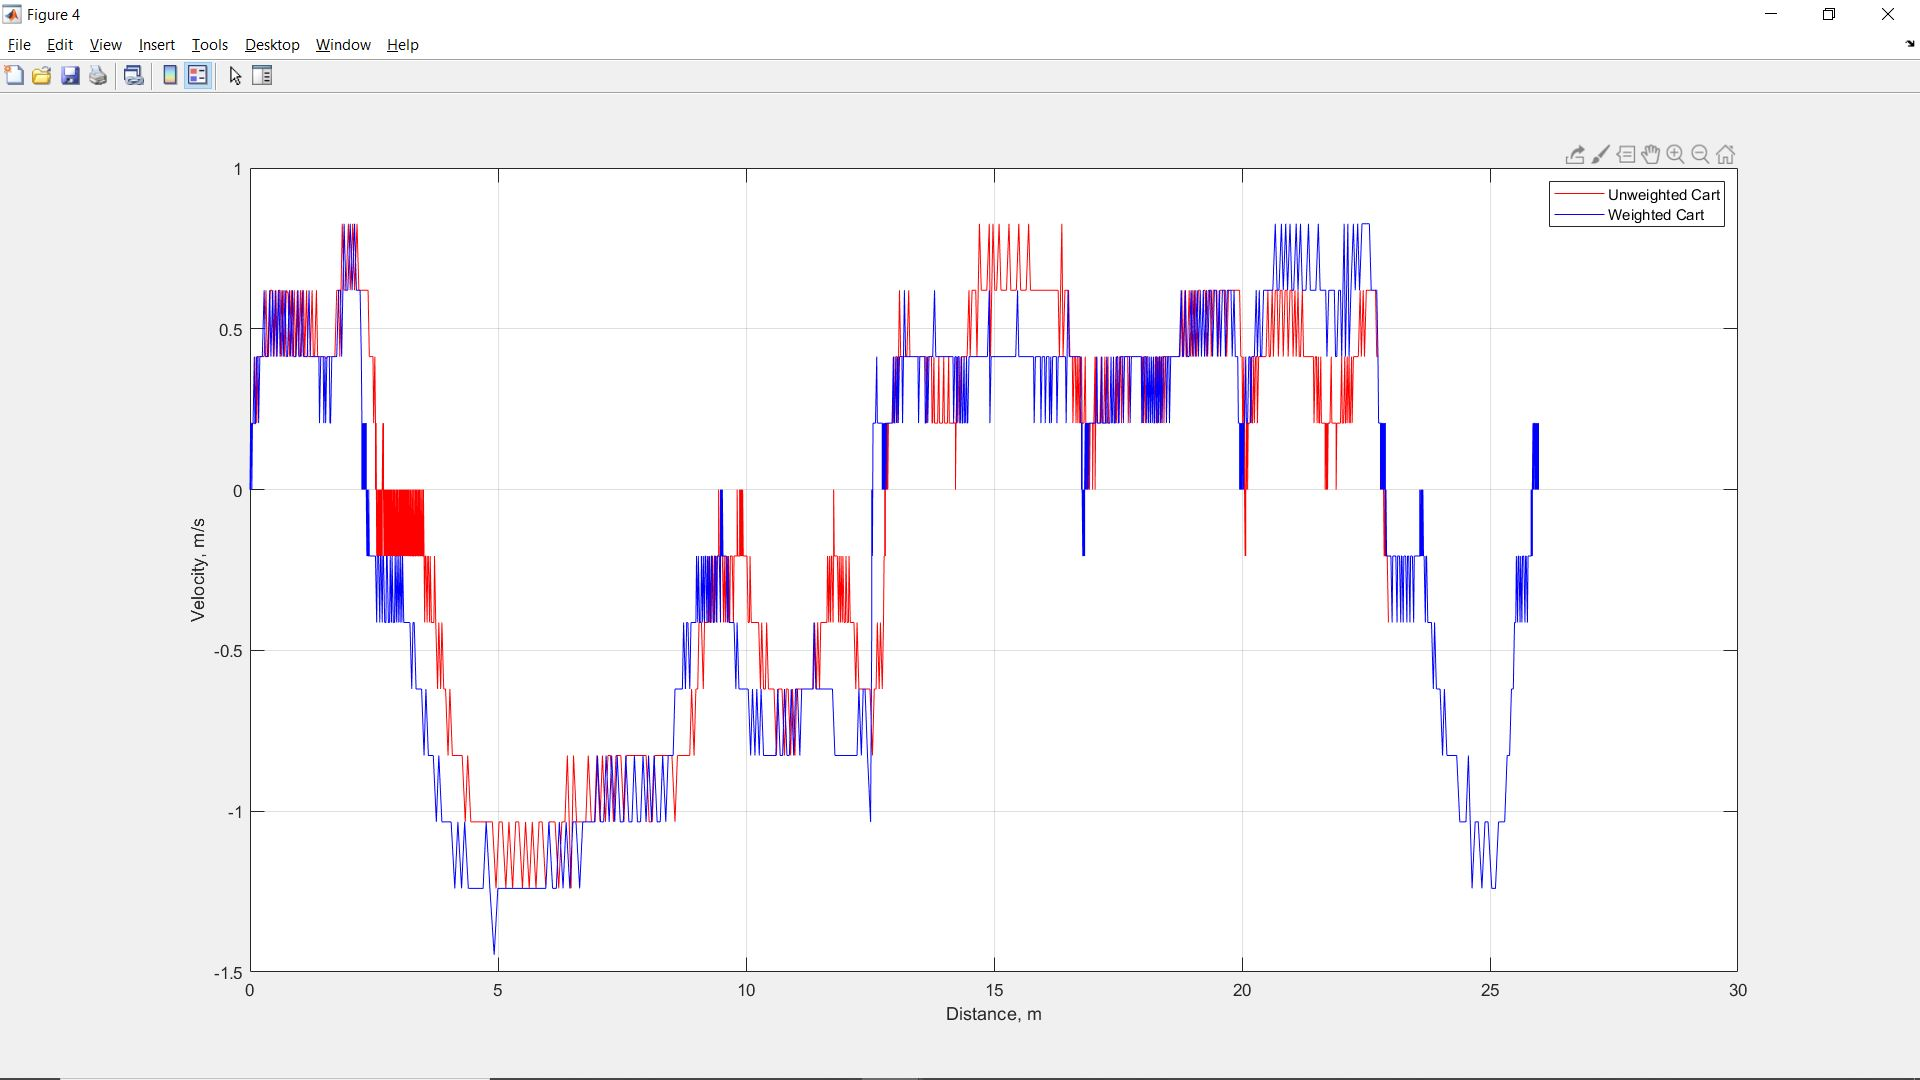 Figure 4
File Edit View Insert Tools Desktop Window Help
Unweighted Cart
Weighted Cart
1
0.5
0
-0.5
-1
-1.5
Velocity, m/s
0 5 10 15 20 25 30
Distance, m